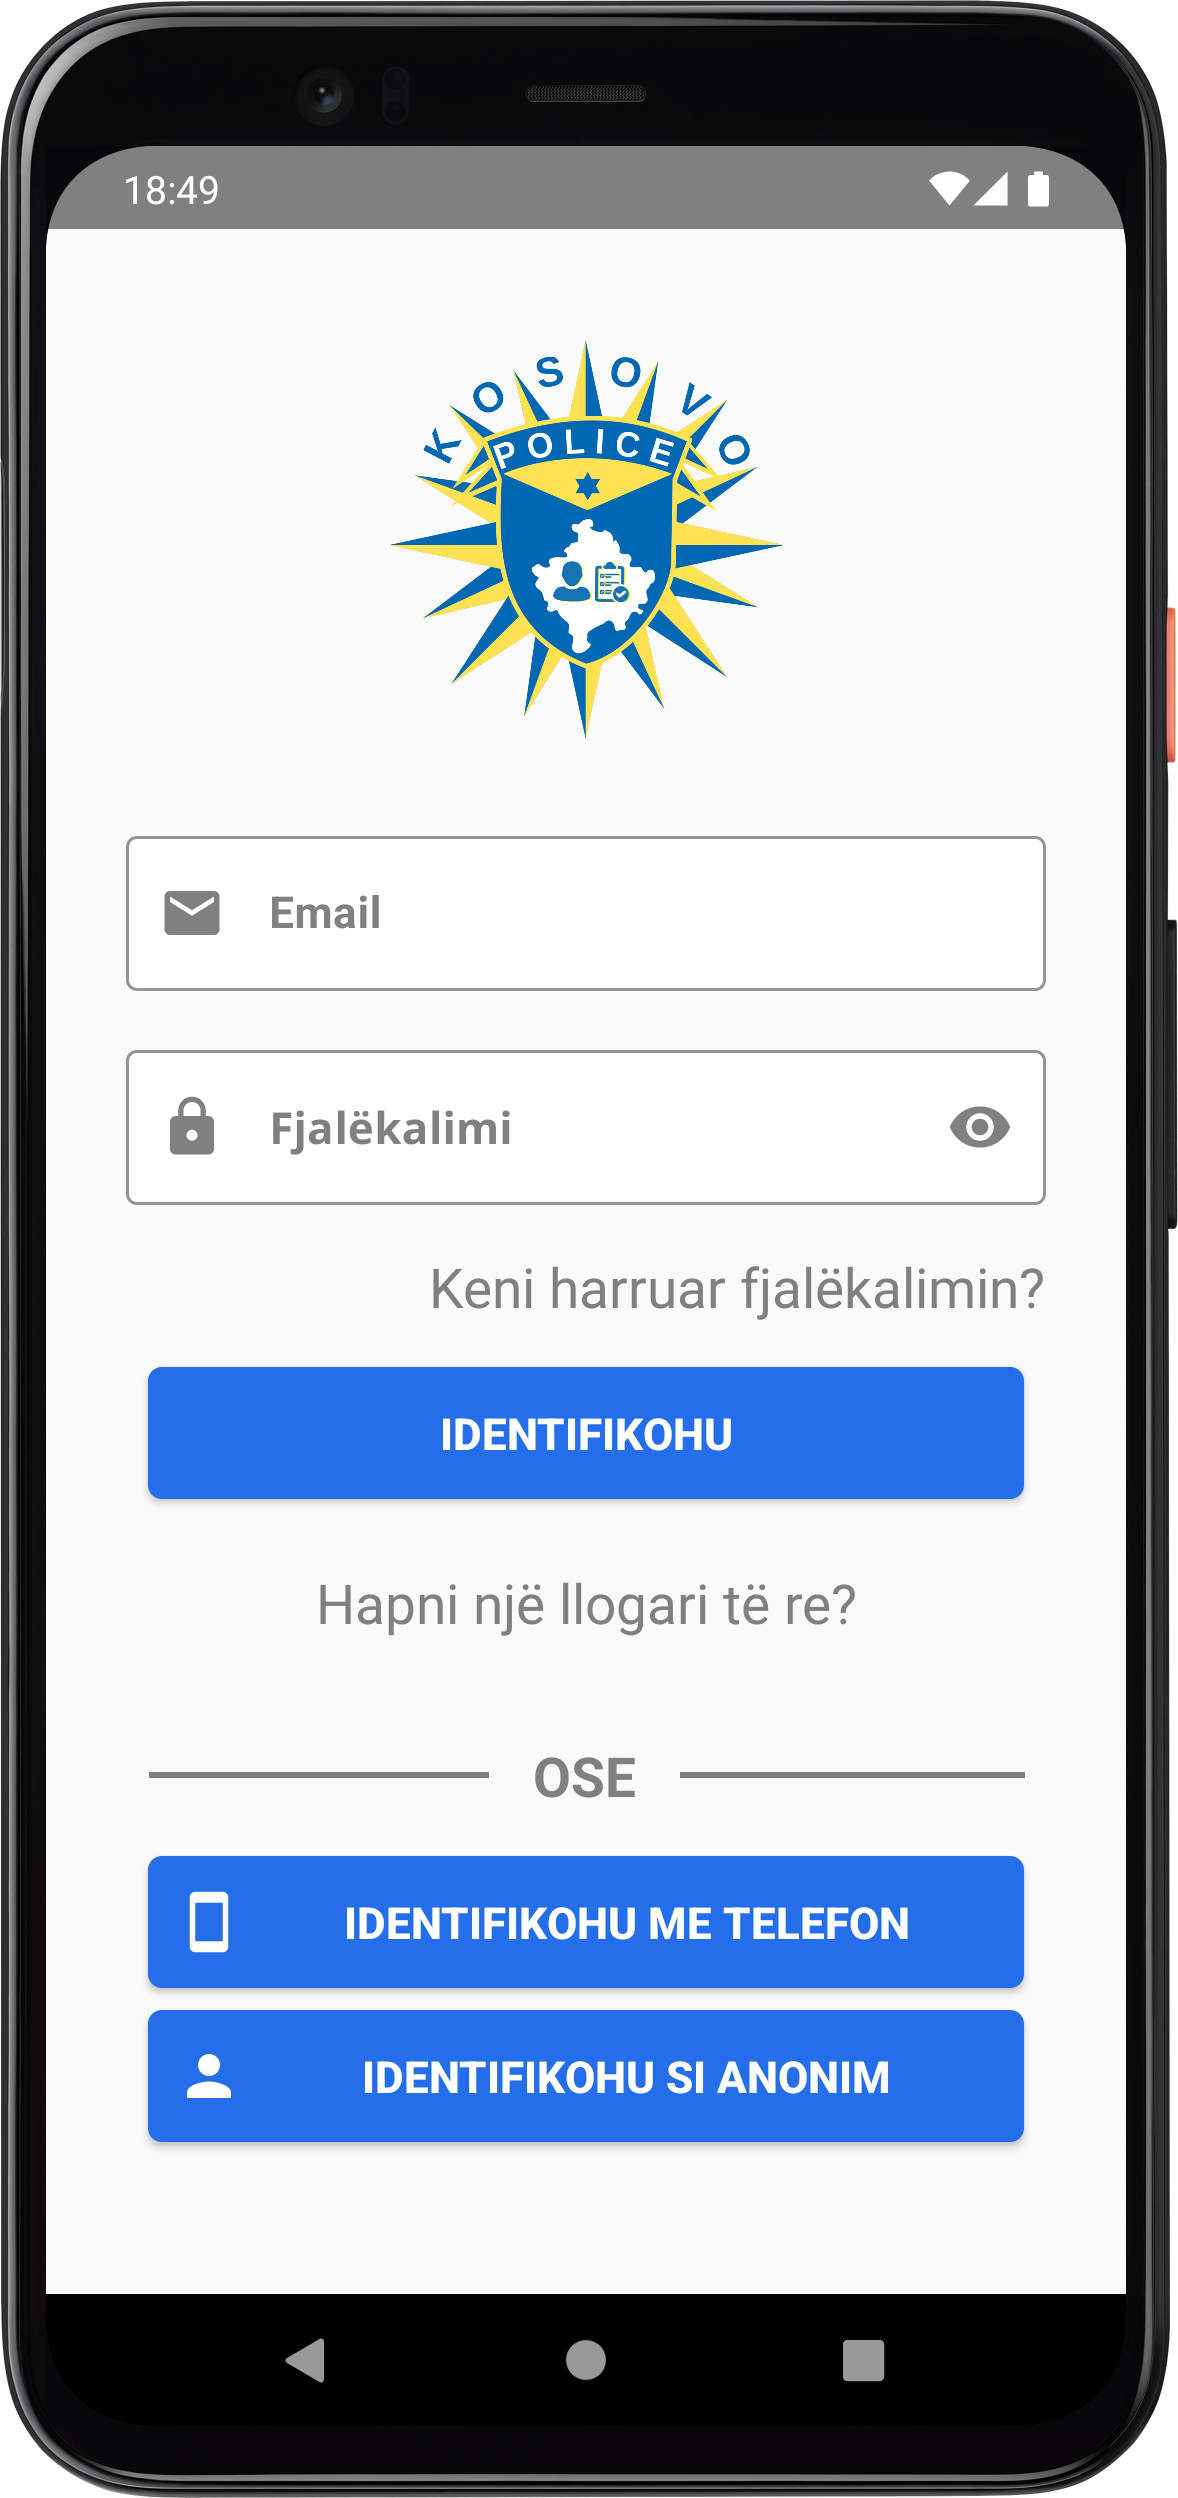 18:49
KOSOVO
POLICE
Email
Fjalëkalimi
Keni harruar fjalëkalimin?
IDENTIFIKOHU
Hapni një llogari të re?
OSE
IDENTIFIKOHU ME TELEFON
IDENTIFIKOHU SI ANONIM